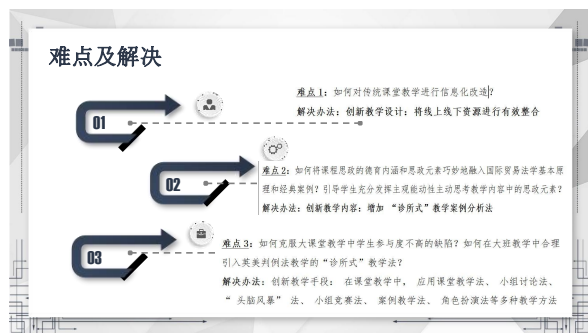 难点及解决
难点 1：如何对传统课堂教学进行信息化改造？
解决办法：创新教学设计：将线上线下资源进行有效整合
01
难点 2：如何将课程思政的德育内涵和思政元素巧妙地融入国际贸易法学基本原
理和经典案例？引导学生充分发挥主观能动性主动思考教学内容中的思政元素？
解决办法：创新教学内容：增加 “诊所式”教学案例分析法
02
难点 3：如何克服大课堂教学中学生参与度不高的缺陷？如何在大班教学中合理
引入英美判例法教学的“诊所式”教学法？
解决办法：创新教学手段： 在课堂教学中， 应用课堂教学法、 小组讨论法、
“ 头脑风暴” 法、 小组竞赛法、 案例教学法、 角色扮演法等多种教学方法
03